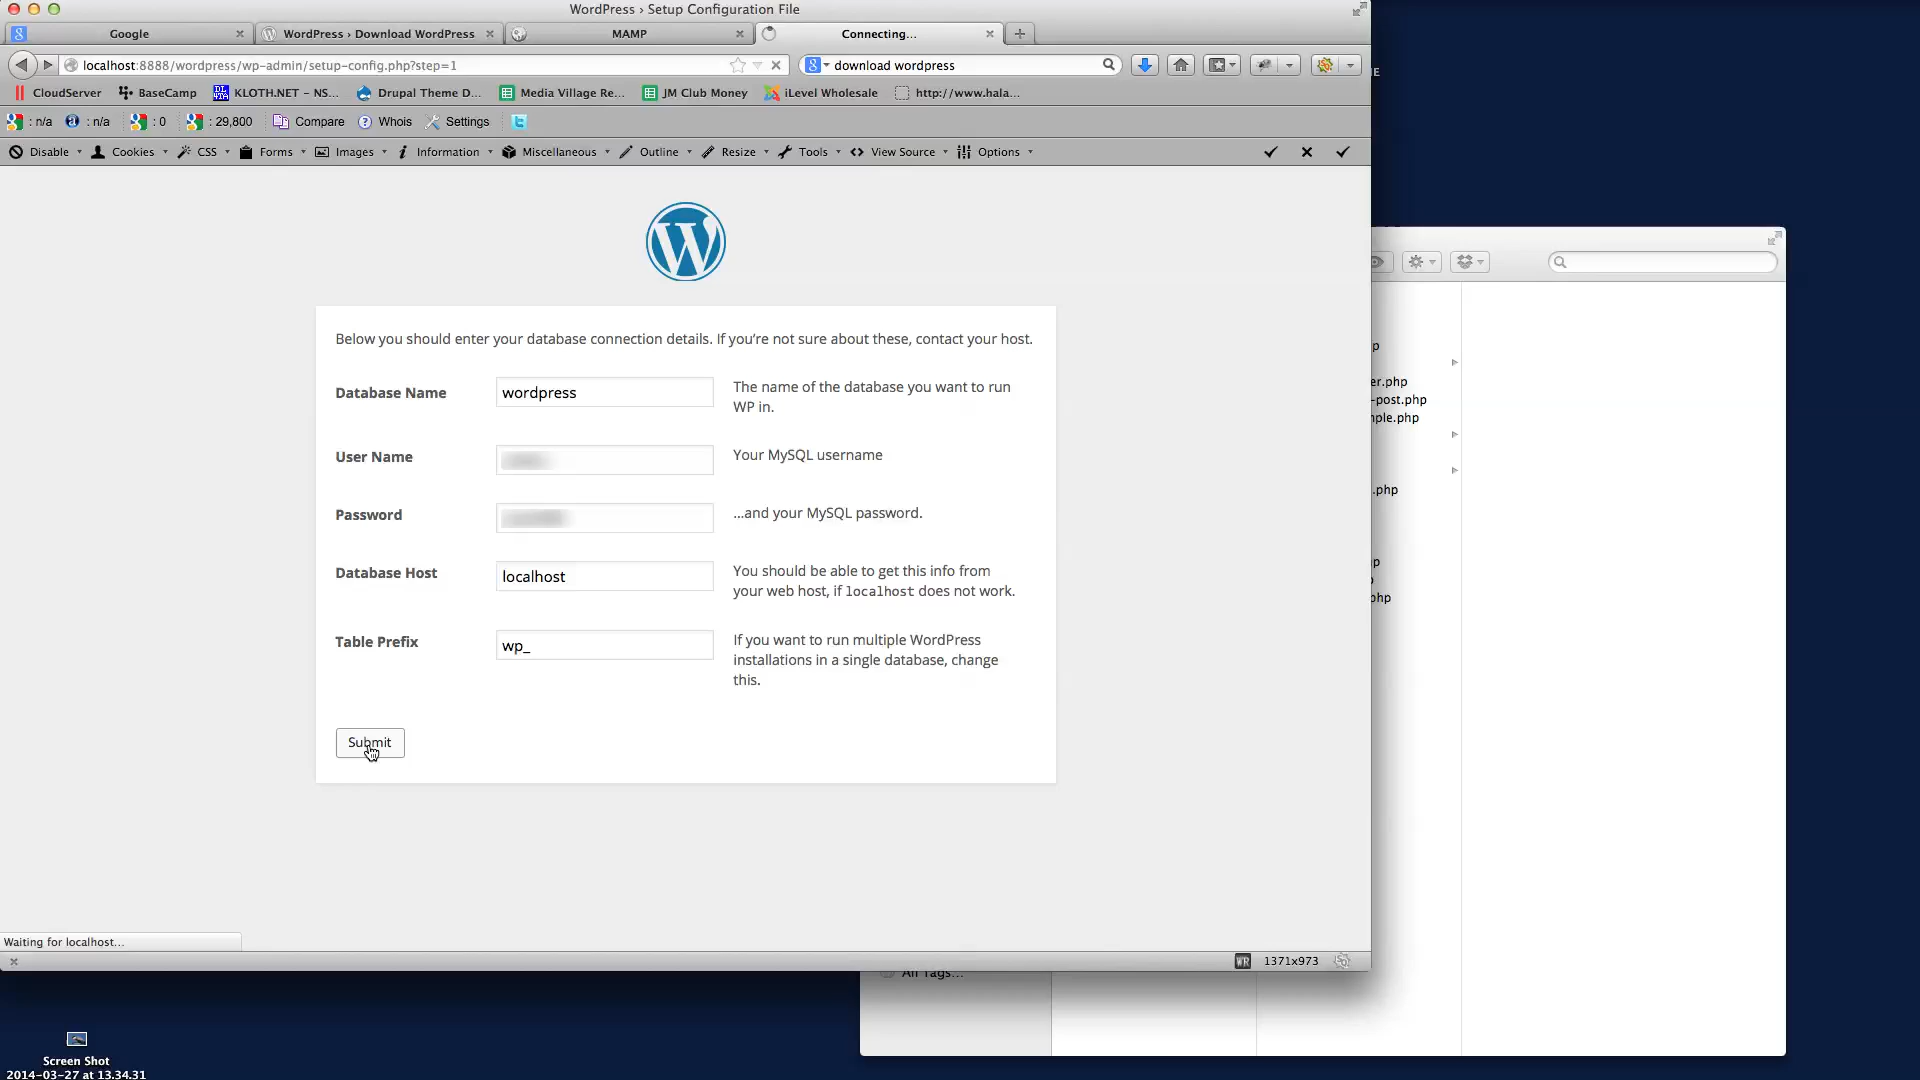 WordPress › Setup Configuration File
Google
WordPress › Download WordPress
MAMP
Connecting...
localhost:8888/wordpress/wp-admin/setup-config.php?step=1
download wordpress
CloudServer
BaseCamp
KLOTH.NET - NS...
Drupal Theme D...
Media Village Re...
JM Club Money
iLevel Wholesale
http://www.hala...
: n/a
: n/a
: 0
: 29,800
Compare
Whois
Settings
Disable
Cookies
CSS
Forms
Images
Information
Miscellaneous
Outline
Resize
Tools
View Source
Options
Below you should enter your database connection details. If you’re not sure about these, contact your host.
Database Name
wordpress
The name of the database you want to run
WP in.
User Name
Your MySQL username
Password
...and your MySQL password.
Database Host
localhost
You should be able to get this info from
your web host, if localhost does not work.
Table Prefix
wp_
If you want to run multiple WordPress
installations in a single database, change
this.
Submit
er.php
-post.php
.php
Waiting for localhost...
1371x973
All Tags...
Screen Shot
2014-03-27 at 13.34.31